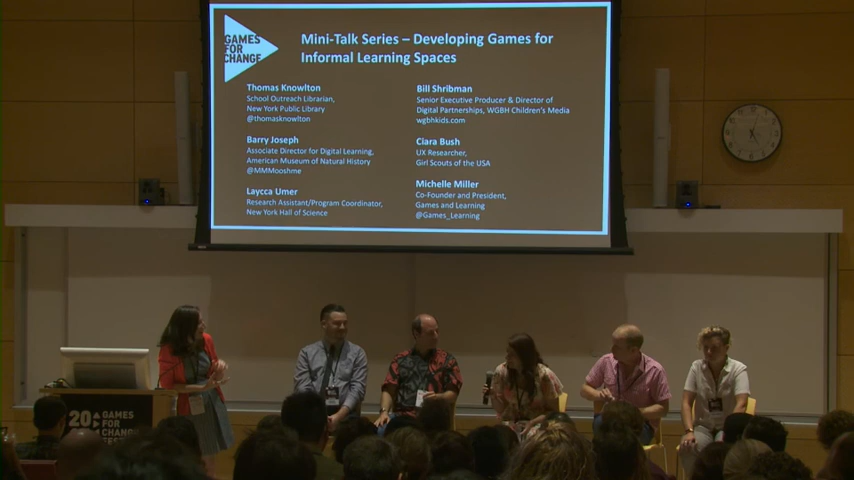 GAMES
FOR
CHANGE
Mini-Talk Series – Developing Games for
Informal Learning Spaces
Thomas Knowlton
School Outreach Librarian,
New York Public Library
@thomasknowlton
Barry Joseph
Associate Director for Digital Learning,
American Museum of Natural History
@MMMooshme
Laycca Umer
Research Assistant/Program Coordinator,
New York Hall of Science
Bill Shribman
Senior Executive Producer & Director of
Digital Partnerships, WGBH Children's Media
wgbhkids.com
Ciara Bush
UX Researcher,
Girl Scouts of the USA
Michelle Miller
Co-Founder and President,
Games and Learning
@Games_Learning
20
GAMES
FOR
CHANGE